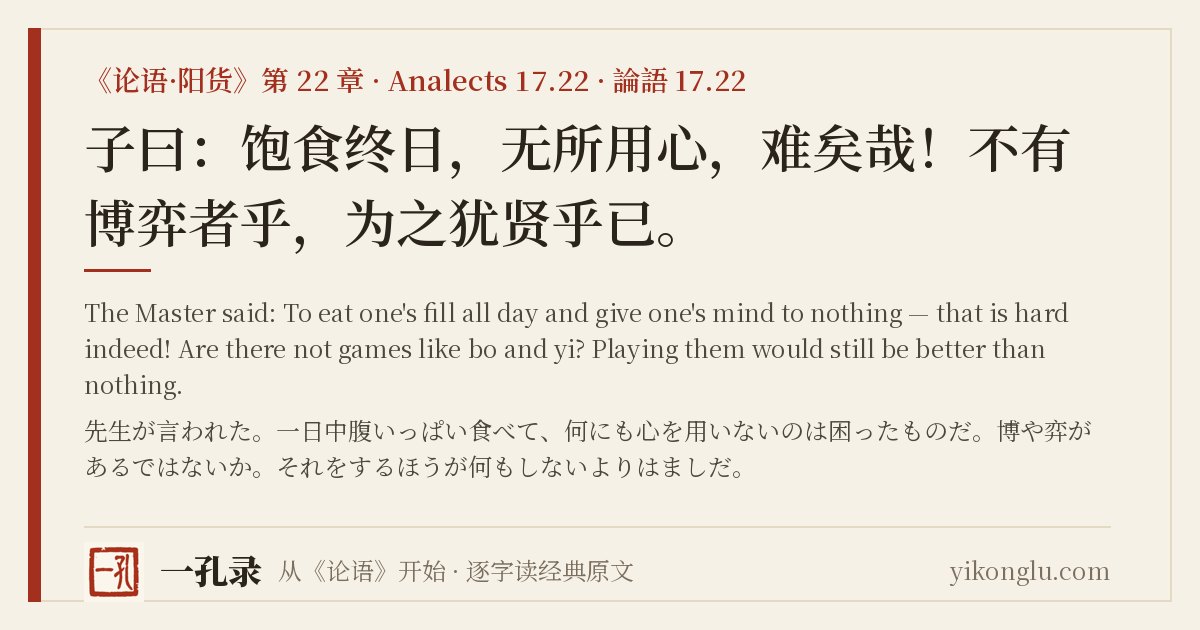 《论语·阳货》第 22 章 · Analects 17.22 · 論語 17.22
子曰：饱食终日，无所用心，难矣哉！不有
博弈者乎，为之犹贤乎已。
The Master said: To eat one's fill all day and give one's mind to nothing — that is hard
indeed! Are there not games like bo and yi? Playing them would still be better than
nothing.
先生が言われた。一日中腹いっぱい食べて、何にも心を用いないのは困ったものだ。博や弈が
あるではないか。それをするほうが何もしないよりはましだ。
一孔
一孔录
从《论语》开始 · 逐字读经典原文
yikonglu.com